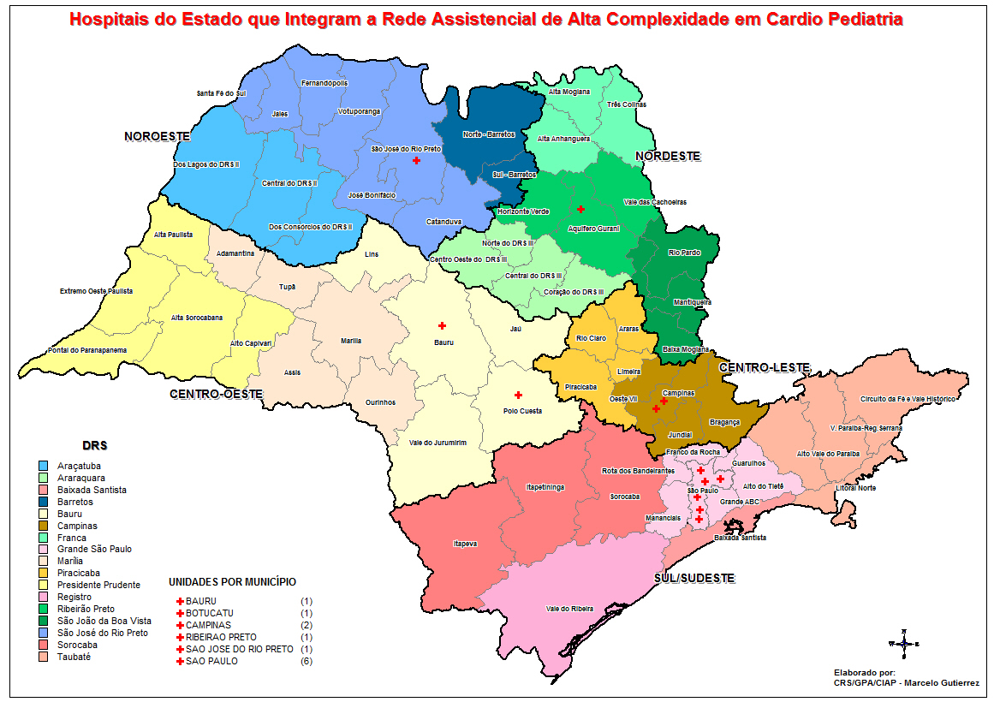 Hospitais do Estado que Integram a Rede Assistencial de Alta Complexidade em Cardio Pediatria
Santa Fé do Sul
Fernandópolis
Jales
Votuporanga
Alta Mogiana
Três Colinas
NOROESTE
Norte - Barretos
Alta Anhanguera
São José do Rio Preto
NORDESTE
Dos Lagos do DRS II
Central do DRS II
Sul - Barretos
José Bonifácio
Vale das Cachoeiras
Horizonte Verde
Catanduva
Dos Consórcios do DRS II
Aquífero Gurani
Alta Paulista
Adamantina
Lins
Norte do DRS III
Rio Pardo
Centro Oeste do DRS III
Central do DRS III
Tupã
Extremo Oeste Paulista
Coração do DRS III
Mantiqueira
Alta Sorocabana
Jaú
Araras
Rio Claro
Alto Capivari
Marília
Bauru
Pontal do Paranapanema
Baixa Mogiana
CENTRO-LESTE
Assis
Limeira
Piracicaba
CENTRO-OESTE
Campinas
Oeste VII
Circuito da Fé e Vale Histórico
Ourinhos
Polo Cuesta
Bragança
V. Paraíba-Reg. Serrana
Jundiaí
Vale do Jurumirim
Franco da Rocha
Alto Vale do Paraíba
Guarulhos
Rota dos Bandeirantes
Itapetininga
São Paulo
Alto do Tietê
Litoral Norte
Sorocaba
Grande ABC
Mananciais
Baixada Santista
Itapeva
SUL/SUDESTE
Vale do Ribeira
DRS
Araçatuba
Araraquara
Baixada Santista
Barretos
Bauru
Campinas
Franca
Grande São Paulo
Marília
Piracicaba
Presidente Prudente
Registro
Ribeirão Preto
São João da Boa Vista
São José do Rio Preto
Sorocaba
Taubaté
UNIDADES POR MUNICÍPIO
BAURU (1)
BOTUCATU (1)
CAMPINAS (2)
RIBEIRAO PRETO (1)
SAO JOSE DO RIO PRETO (1)
SAO PAULO (6)
N
W E
S
Elaborado por:
CRS/GPA/CIAP - Marcelo Gutierrez